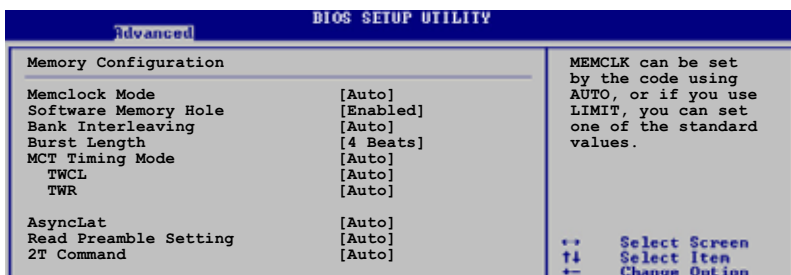 BIOS SETUP UTILITY
Advanced
Memory Configuration
Memclock Mode [Auto]
Software Memory Hole [Enabled]
Bank Interleaving [Auto]
Burst Length [4 Beats]
MCT Timing Mode [Auto]
TWCL [Auto]
TWR [Auto]
AsyncLat [Auto]
Read Preamble Setting [Auto]
2T Command [Auto]
MEMCLK can be set
by the code using
AUTO, or if you use
LIMIT, you can set
one of the standard
values.
↔ Select Screen
↑↓ Select Item
+- Change Option